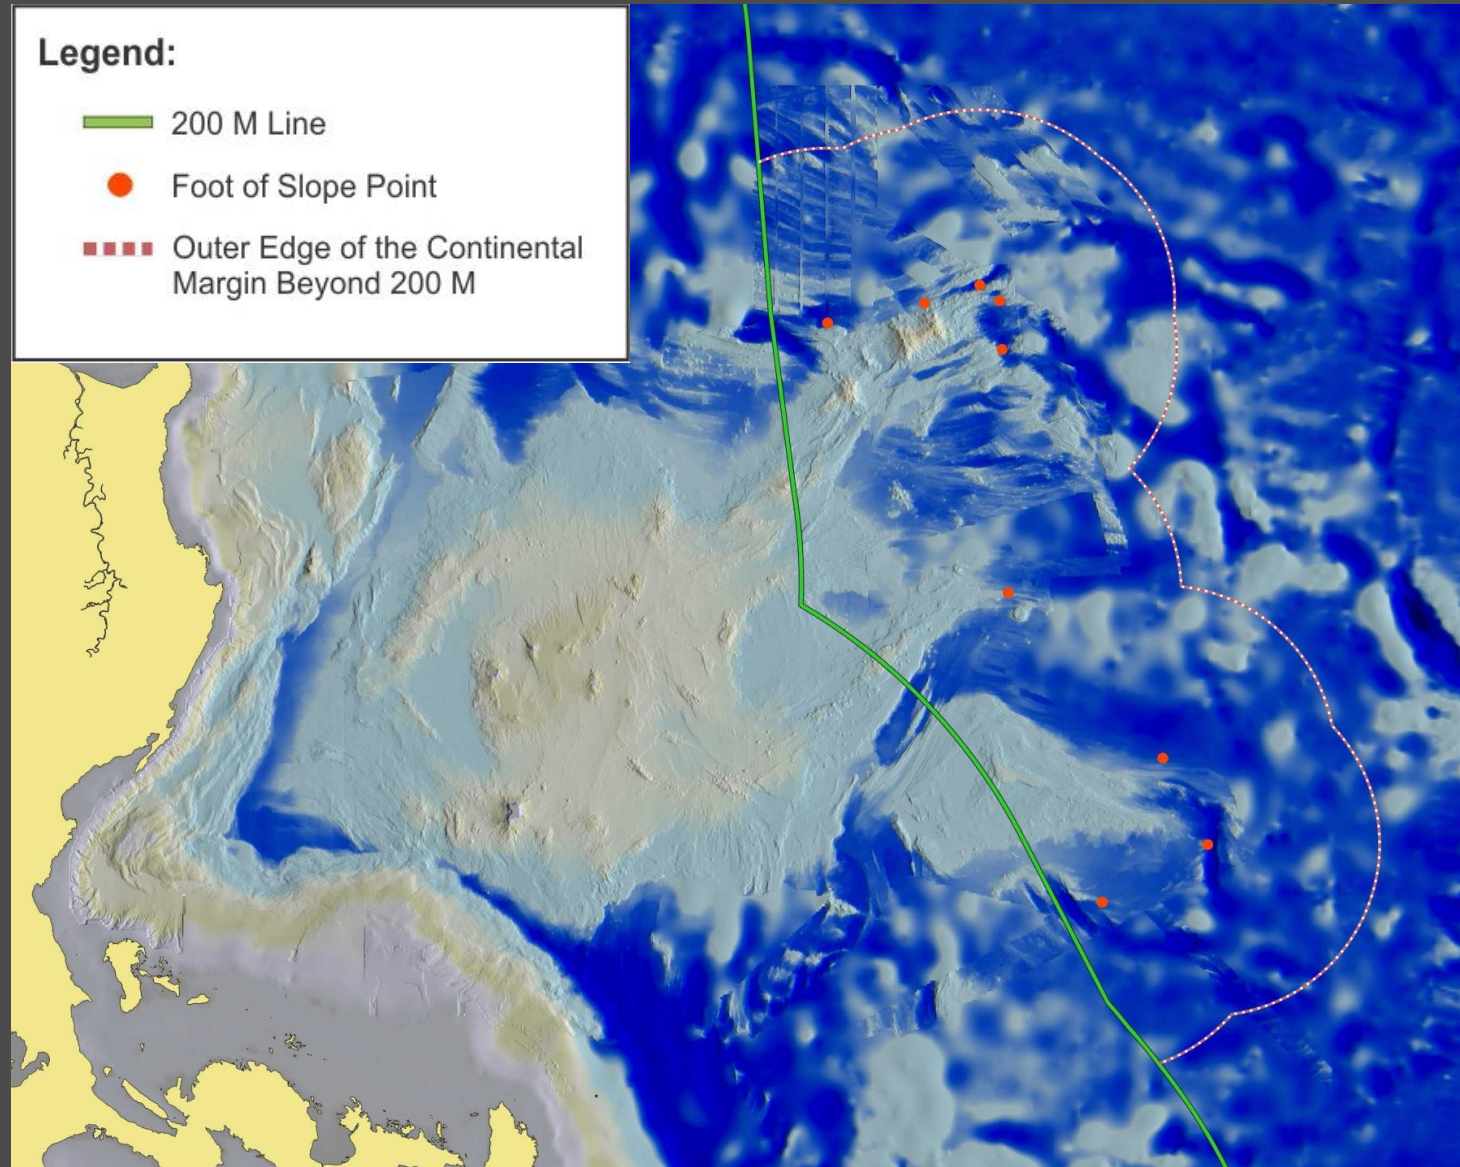 Legend:
200 M Line
Foot of Slope Point
Outer Edge of the Continental
Margin Beyond 200 M